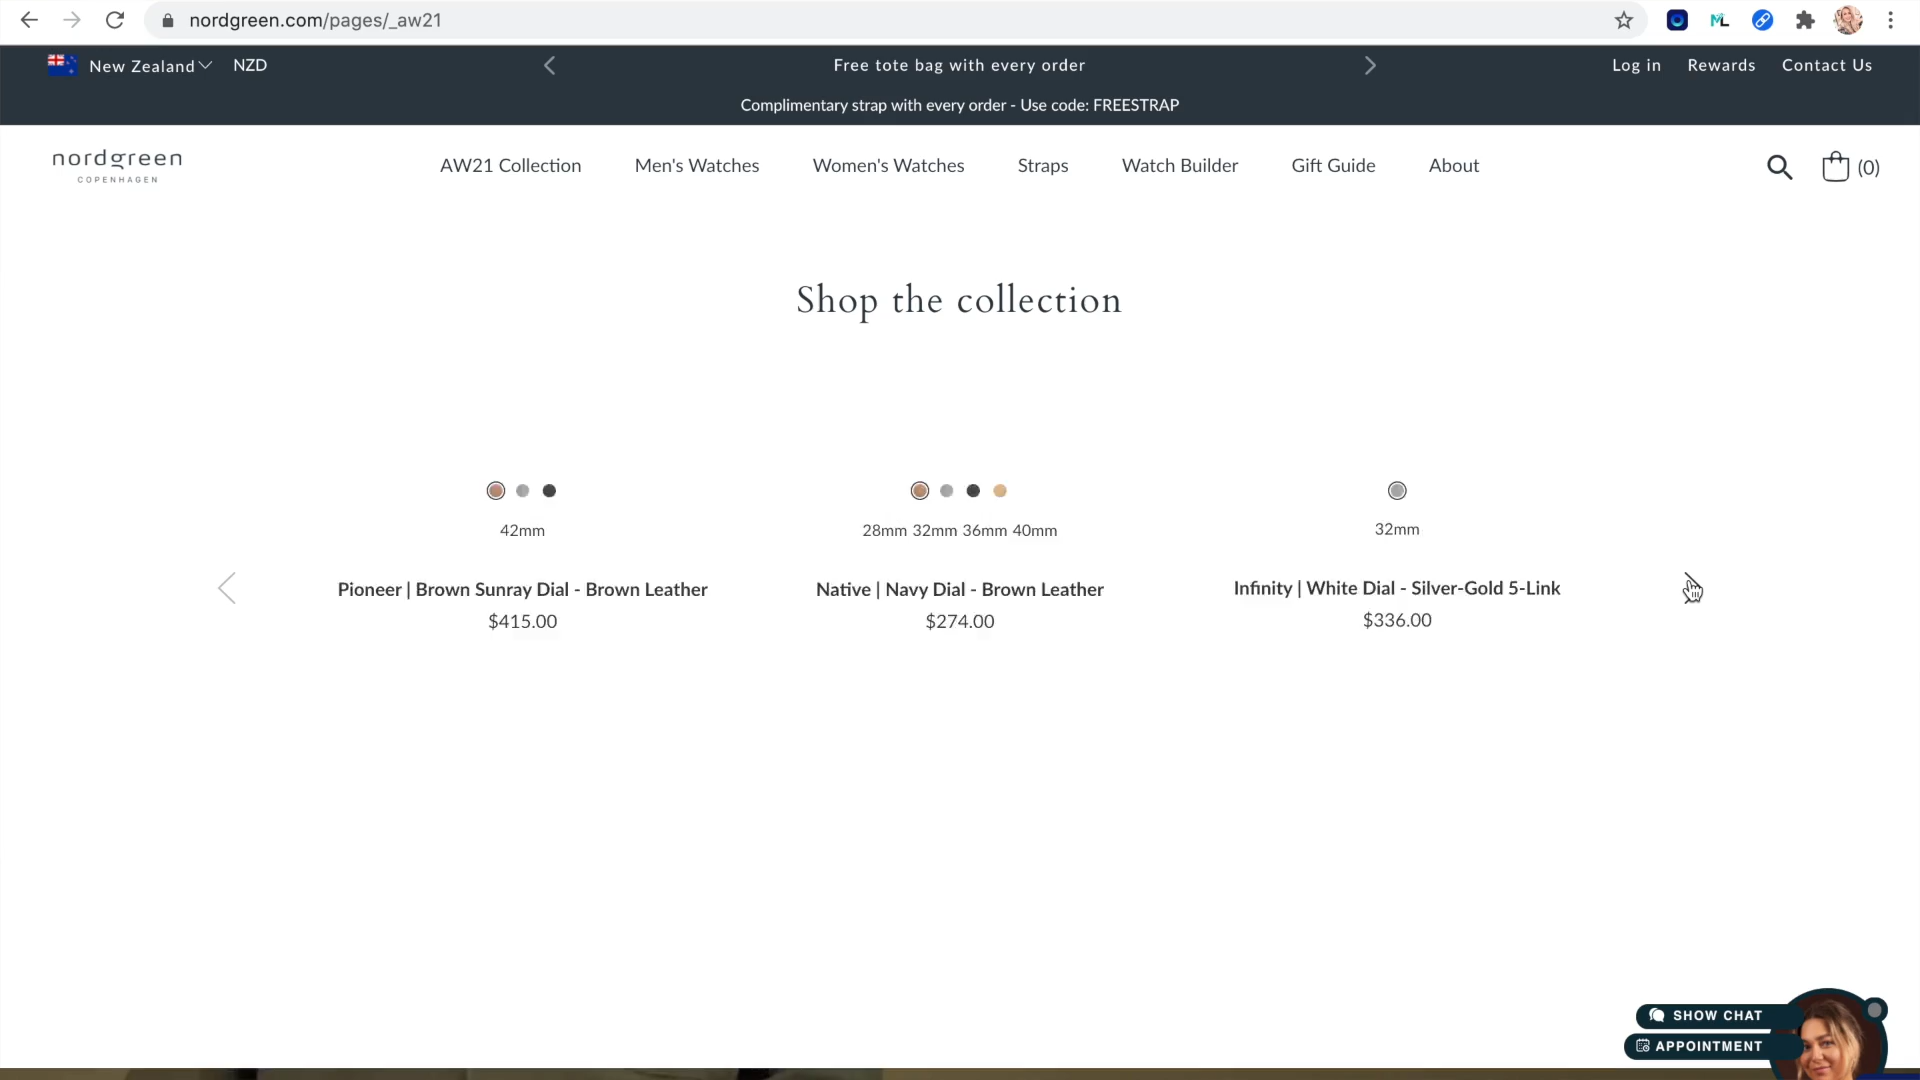 nordgreen.com/pages/_aw21
New Zealand NZD
Free tote bag with every order
Log in Rewards Contact Us
Complimentary strap with every order - Use code: FREESTRAP
nordgreen
COPENHAGEN
AW21 Collection Men's Watches Women's Watches Straps Watch Builder Gift Guide About
(0)
Shop the collection
42mm
28mm 32mm 36mm 40mm
32mm
Pioneer | Brown Sunray Dial - Brown Leather
$415.00
Native | Navy Dial - Brown Leather
$274.00
Infinity | White Dial - Silver-Gold 5-Link
$336.00
SHOW CHAT
APPOINTMENT